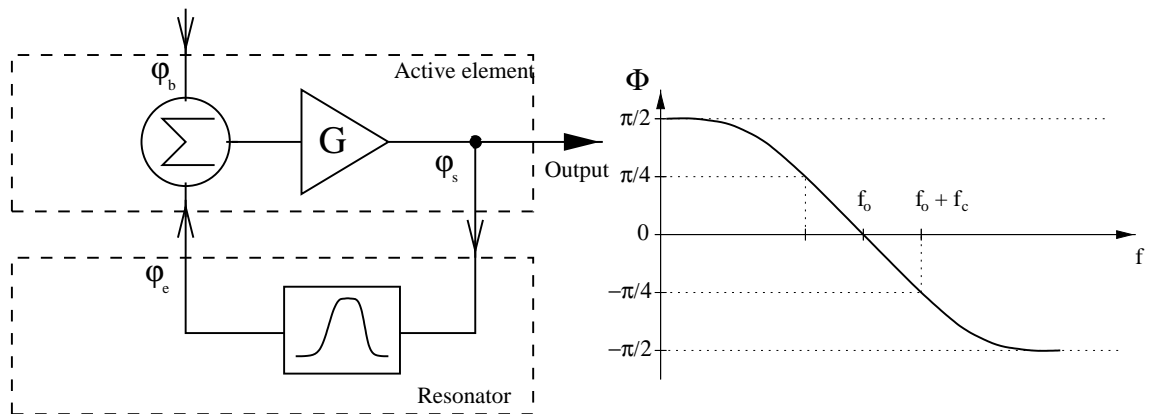 φb
Active element
Σ
G
φs
Output
φe
Resonator
Φ
π/2
π/4
fo
fo + fc
0
f
−π/4
−π/2